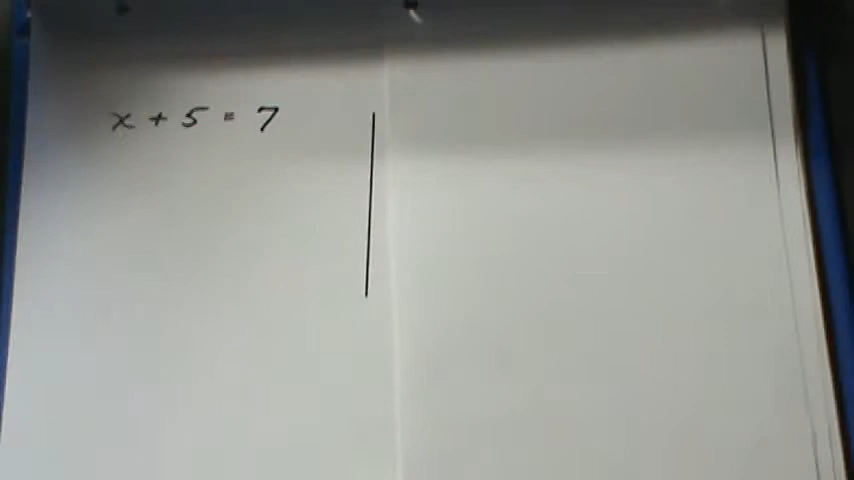 x + 5 = 7